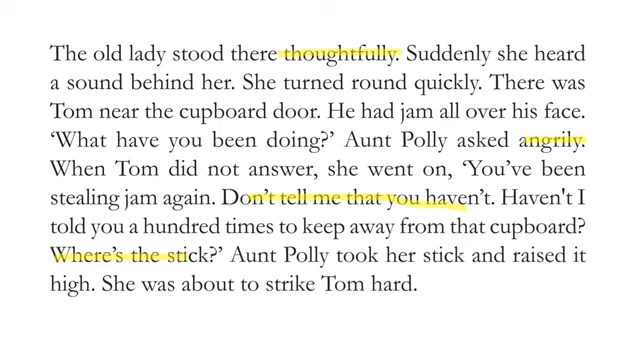 The old lady stood there thoughtfully. Suddenly she heard
a sound behind her. She turned round quickly. There was
Tom near the cupboard door. He had jam all over his face.
‘What have you been doing?’ Aunt Polly asked angrily.
When Tom did not answer, she went on, ‘You’ve been
stealing jam again. Don’t tell me that you haven’t. Haven't I
told you a hundred times to keep away from that cupboard?
Where’s the stick?’ Aunt Polly took her stick and raised it
high. She was about to strike Tom hard.